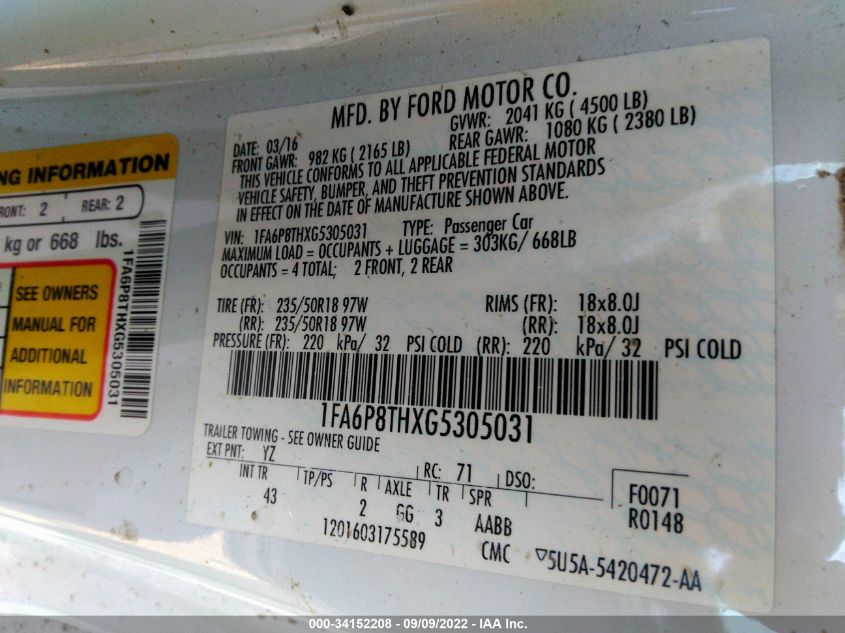 NG INFORMATION
RONT: 2 REAR: 2
kg or 668 lbs.
SEE OWNERS
MANUAL FOR
ADDITIONAL
INFORMATION
1FA6P8THXG5305031
MFD. BY FORD MOTOR CO.
DATE: 03/16 GVWR: 2041 KG ( 4500 LB)
FRONT GAWR: 982 KG ( 2165 LB) REAR GAWR: 1080 KG ( 2380 LB)
THIS VEHICLE CONFORMS TO ALL APPLICABLE FEDERAL MOTOR
VEHICLE SAFETY, BUMPER, AND THEFT PREVENTION STANDARDS
IN EFFECT ON THE DATE OF MANUFACTURE SHOWN ABOVE.
VIN: 1FA6P8THXG5305031 TYPE: Passenger Car
MAXIMUM LOAD = OCCUPANTS + LUGGAGE = 303KG/ 668LB
OCCUPANTS = 4 TOTAL; 2 FRONT, 2 REAR
TIRE (FR): 235/50R18 97W RIMS (FR): 18x8.0J
(RR): 235/50R18 97W (RR): 18x8.0J
PRESSURE (FR): 220 kPa/ 32 PSI COLD (RR): 220 kPa/ 32 PSI COLD
1FA6P8THXG5305031
TRAILER TOWING - SEE OWNER GUIDE
EXT PNT: YZ RC: 71 DSO:
INT TR TP/PS R AXLE TR SPR
43 2 GG 3 AABB
F0071
R0148
1201603175589 CMC ▽5U5A-5420472-AA
000-34152208 - 09/09/2022 - IAA Inc.